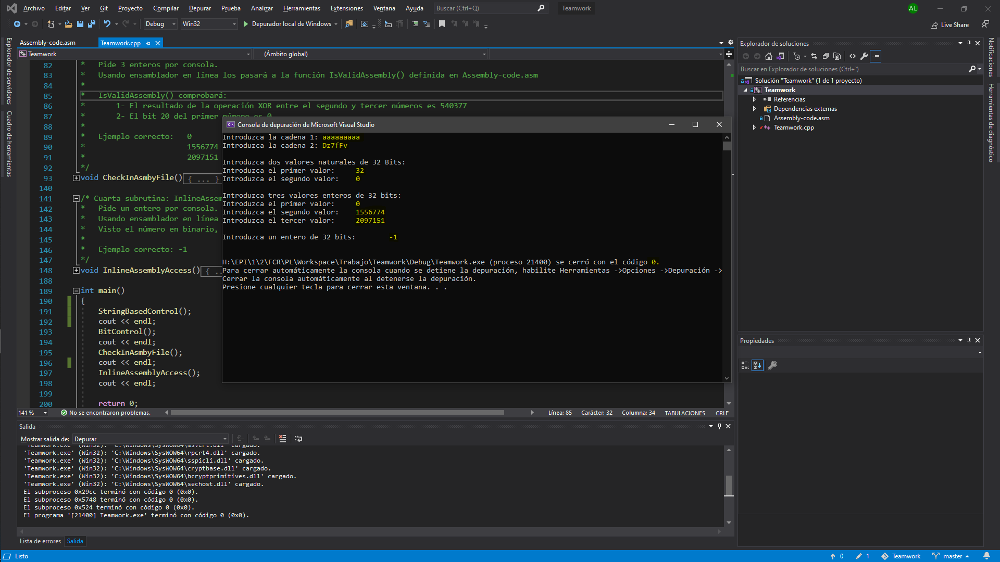 Archivo Editar Ver Git Proyecto Compilar Depurar Prueba Analizar Herramientas Extensiones Ventana Ayuda Buscar (Ctrl+Q) Teamwork AL
Debug Win32 Depurador local de Windows Live Share
Explorador de servidores
Cuadro de herramientas
Assembly-code.asm Teamwork.cpp
Teamwork (Ámbito global)
82 * Pide 3 enteros por consola.
83 * Usando ensamblador en línea los pasará a la función IsValidAssembly() definida en Assembly-code.asm
84 *
85 * IsValidAssembly() comprobará:
86 * 1- El resultado de la operación XOR entre el segundo y tercer números es 540377
87 * 2- El bit 20 del primer número es 0
88 *
89 * Ejemplo correcto: 0
90 * 1556774
91 * 2097151
92 */
93 void CheckInAsmbyFile() { ... }
140
141 /* Cuarta subrutina: InlineAssem
142 * Pide un entero por consola.
143 * Usando ensamblador en línea
144 * Visto el número en binario,
145 *
146 * Ejemplo correcto: -1
147 */
148 void InlineAssemblyAccess() { ..
188
189 int main()
190 {
191 StringBasedControl();
192 cout << endl;
193 BitControl();
194 cout << endl;
195 CheckInAsmbyFile();
196 cout << endl;
197 InlineAssemblyAccess();
198 cout << endl;
199
200 return 0;
141 % No se encontraron problemas. Línea: 85 Carácter: 32 Columna: 34 TABULACIONES CRLF
Consola de depuración de Microsoft Visual Studio
Introduzca la cadena 1: aaaaaaaaa
Introduzca la cadena 2: Dz7fFv
Introduzca dos valores naturales de 32 Bits:
Introduzca el primer valor: 32
Introduzca el segundo valor: 0
Introduzca tres valores enteros de 32 bits:
Introduzca el primer valor: 0
Introduzca el segundo valor: 1556774
Introduzca el tercer valor: 2097151
Introduzca un entero de 32 bits: -1
H:\EPI\1\2\FCR\PL\Workspace\Trabajo\Teamwork\Debug\Teamwork.exe (proceso 21400) se cerró con el código 0.
Para cerrar automáticamente la consola cuando se detiene la depuración, habilite Herramientas ->Opciones ->Depuración ->
Cerrar la consola automáticamente al detenerse la depuración.
Presione cualquier tecla para cerrar esta ventana. . .
Salida
Mostrar salida de: Depurar
'Teamwork.exe' (Win32): 'C:\Windows\SysWOW64\msvcrt.dll' cargado.
'Teamwork.exe' (Win32): 'C:\Windows\SysWOW64\rpcrt4.dll' cargado.
'Teamwork.exe' (Win32): 'C:\Windows\SysWOW64\sspicli.dll' cargado.
'Teamwork.exe' (Win32): 'C:\Windows\SysWOW64\cryptbase.dll' cargado.
'Teamwork.exe' (Win32): 'C:\Windows\SysWOW64\bcryptprimitives.dll' cargado.
'Teamwork.exe' (Win32): 'C:\Windows\SysWOW64\sechost.dll' cargado.
El subproceso 0x29cc terminó con código 0 (0x0).
El subproceso 0x5748 terminó con código 0 (0x0).
El subproceso 0x524 terminó con código 0 (0x0).
El programa '[21400] Teamwork.exe' terminó con código 0 (0x0).
Lista de errores Salida
Explorador de soluciones
Buscar en Explorador de soluciones (Ctrl+´)
Solución "Teamwork" (1 de 1 proyecto)
Teamwork
Referencias
Dependencias externas
Assembly-code.asm
Teamwork.cpp
Propiedades
Notificaciones
Herramientas de diagnóstico
Listo 0 1 Teamwork master